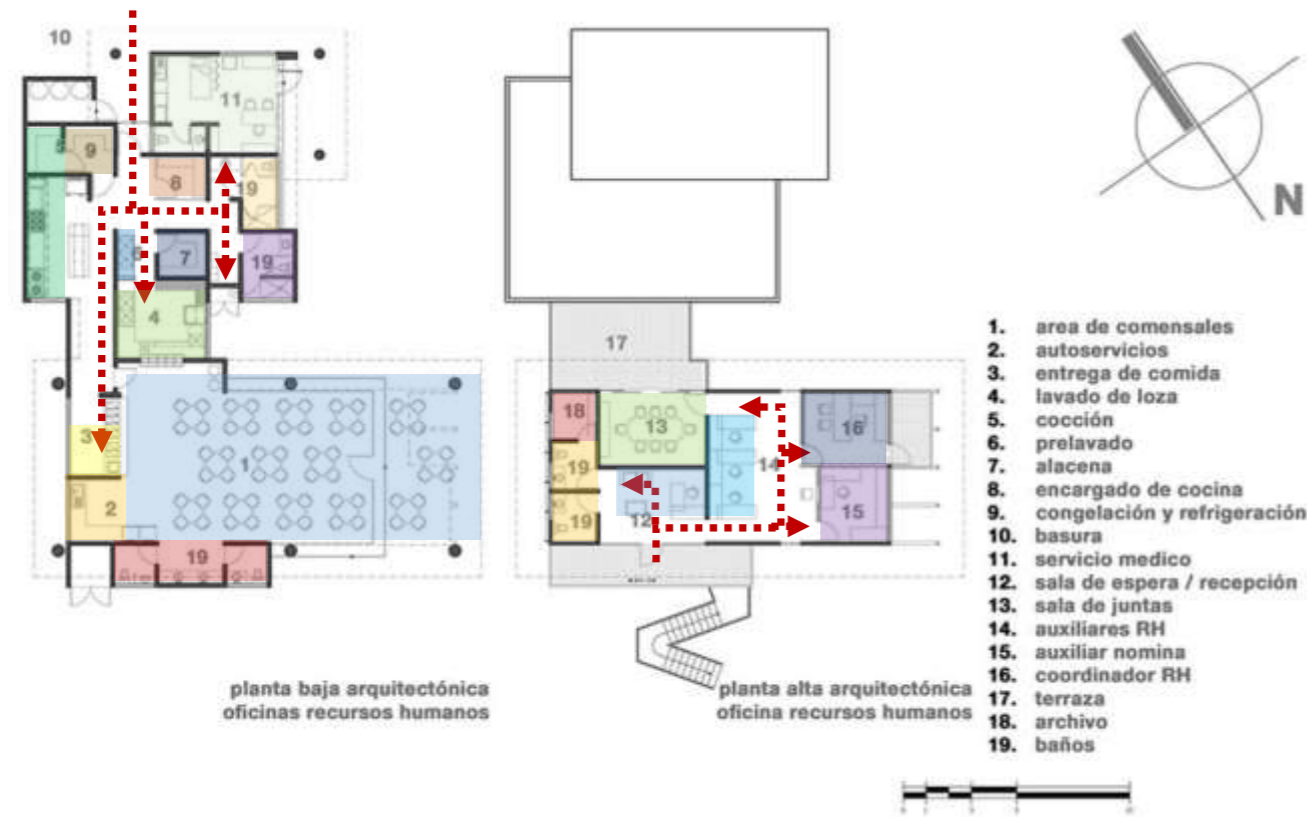 10
11
5
9
8
19
6
7
19
4
3
1
2
19
planta baja arquitectónica
oficinas recursos humanos
17
18
13
16
19
14
12
15
19
planta alta arquitectónica
oficina recursos humanos
N
1. area de comensales
2. autoservicios
3. entrega de comida
4. lavado de loza
5. cocción
6. prelavado
7. alacena
8. encargado de cocina
9. congelación y refrigeración
10. basura
11. servicio medico
12. sala de espera / recepción
13. sala de juntas
14. auxiliares RH
15. auxiliar nomina
16. coordinador RH
17. terraza
18. archivo
19. baños